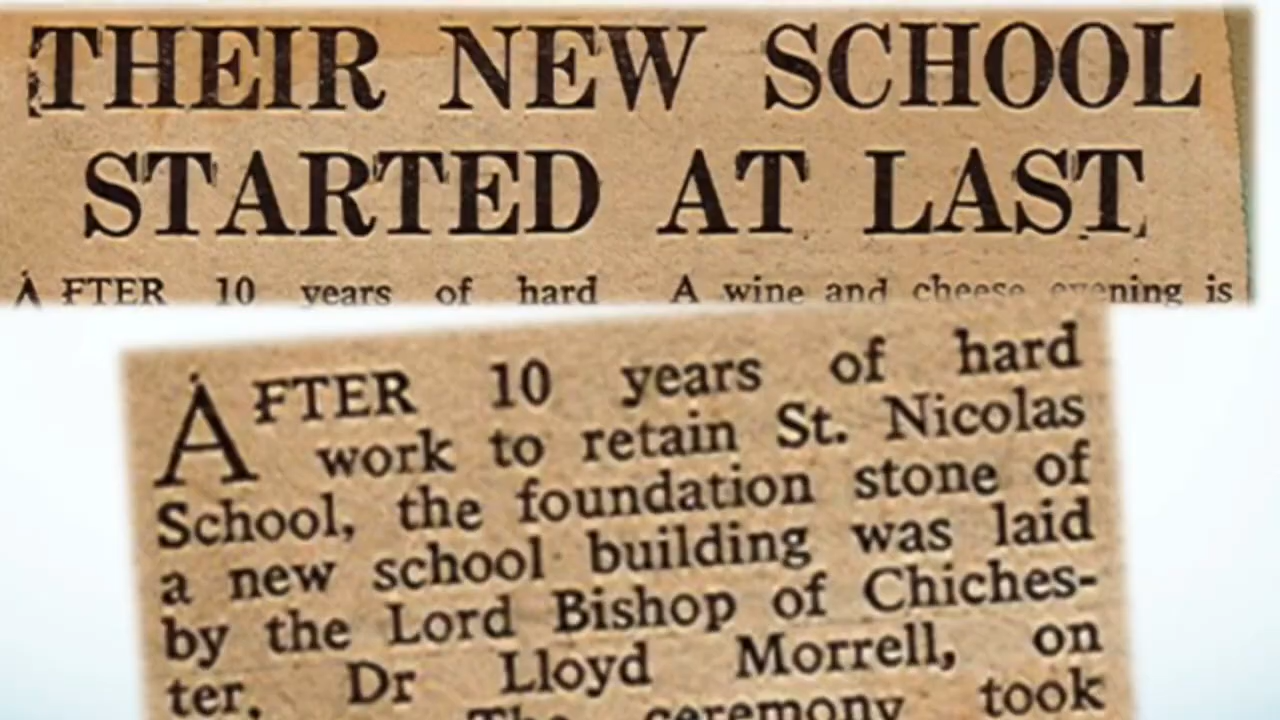 THEIR NEW SCHOOL
STARTED AT LAST
AFTER 10 years of hard
A wine and cheese evening is
AFTER 10 years of hard
work to retain St. Nicolas
School, the foundation stone of
a new school building was laid
by the Lord Bishop of Chiches-
ter, Dr Lloyd Morrell, on
The ceremony took